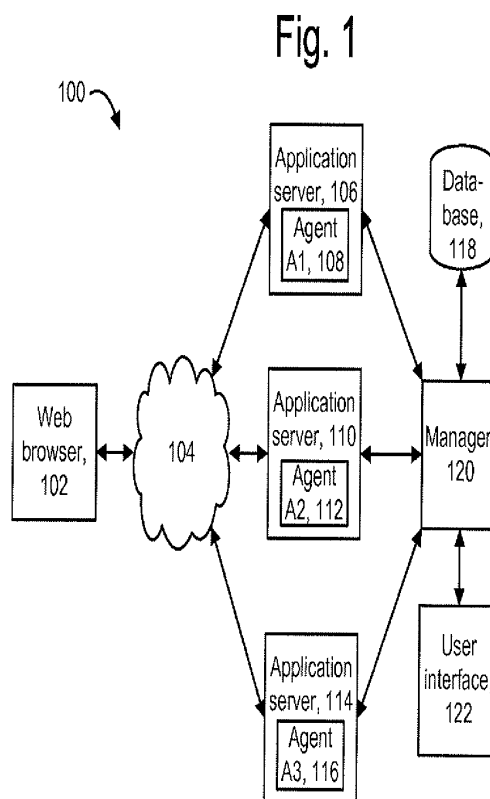 Fig. 1
100
Application
server, 106
Agent
A1, 108
Data-
base,
118
Web
browser,
102
104
Application
server, 110
Agent
A2, 112
Manager
120
Application
server, 114
Agent
A3, 116
User
interface
122